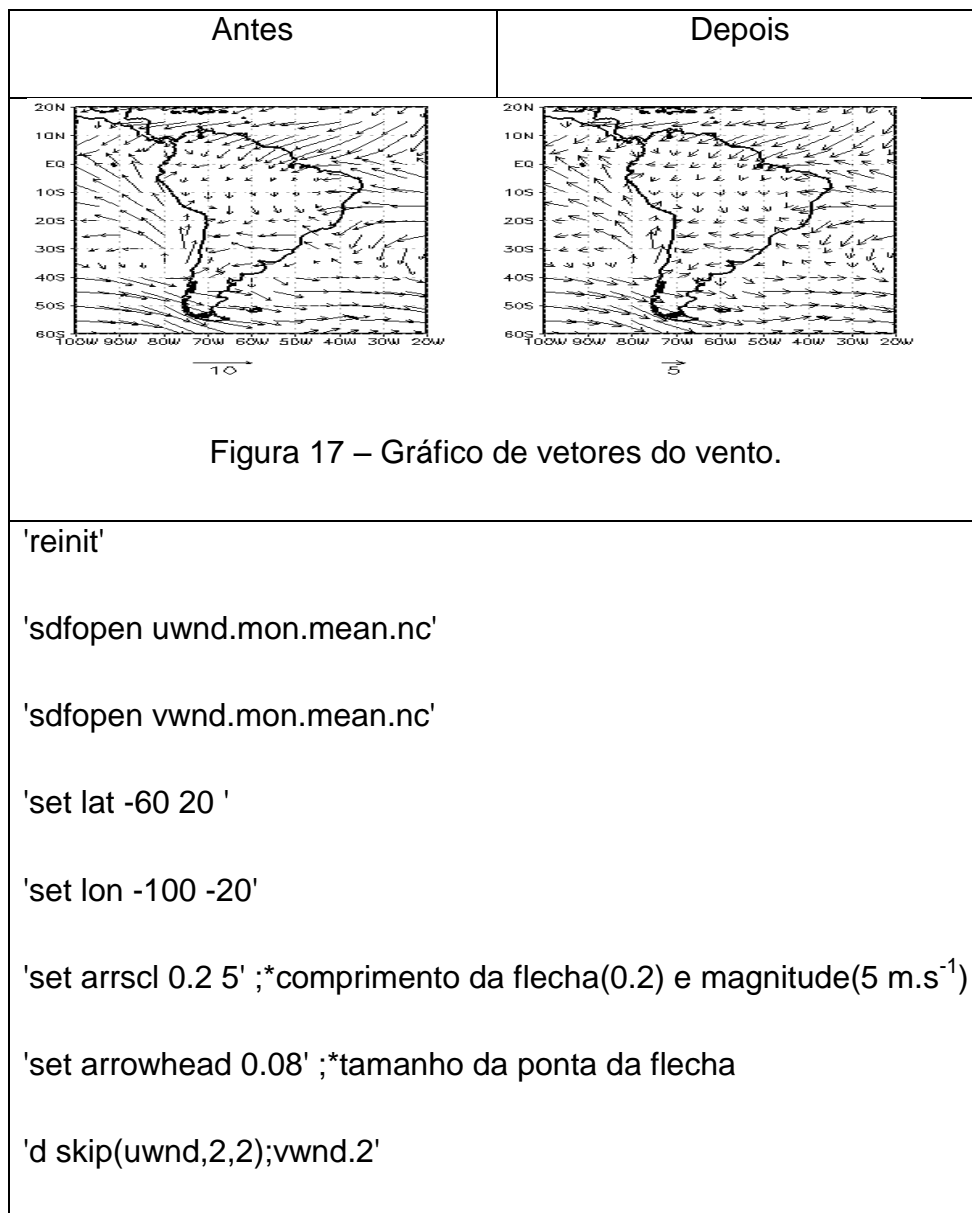 Antes Depois
20N
10N
EQ
10S
20S
30S
40S
50S
60S
100W 90W 80W 70W 60W 50W 40W 30W 20W
10
20N
10N
EQ
10S
20S
30S
40S
50S
60S
100W 90W 80W 70W 60W 50W 40W 30W 20W
5
Figura 17 – Gráfico de vetores do vento.
'reinit'
'sdfopen uwnd.mon.mean.nc'
'sdfopen vwnd.mon.mean.nc'
'set lat -60 20 '
'set lon -100 -20'
'set arrscl 0.2 5' ;*comprimento da flecha(0.2) e magnitude(5 m.s⁻¹)
'set arrowhead 0.08' ;*tamanho da ponta da flecha
'd skip(uwnd,2,2);vwnd.2'